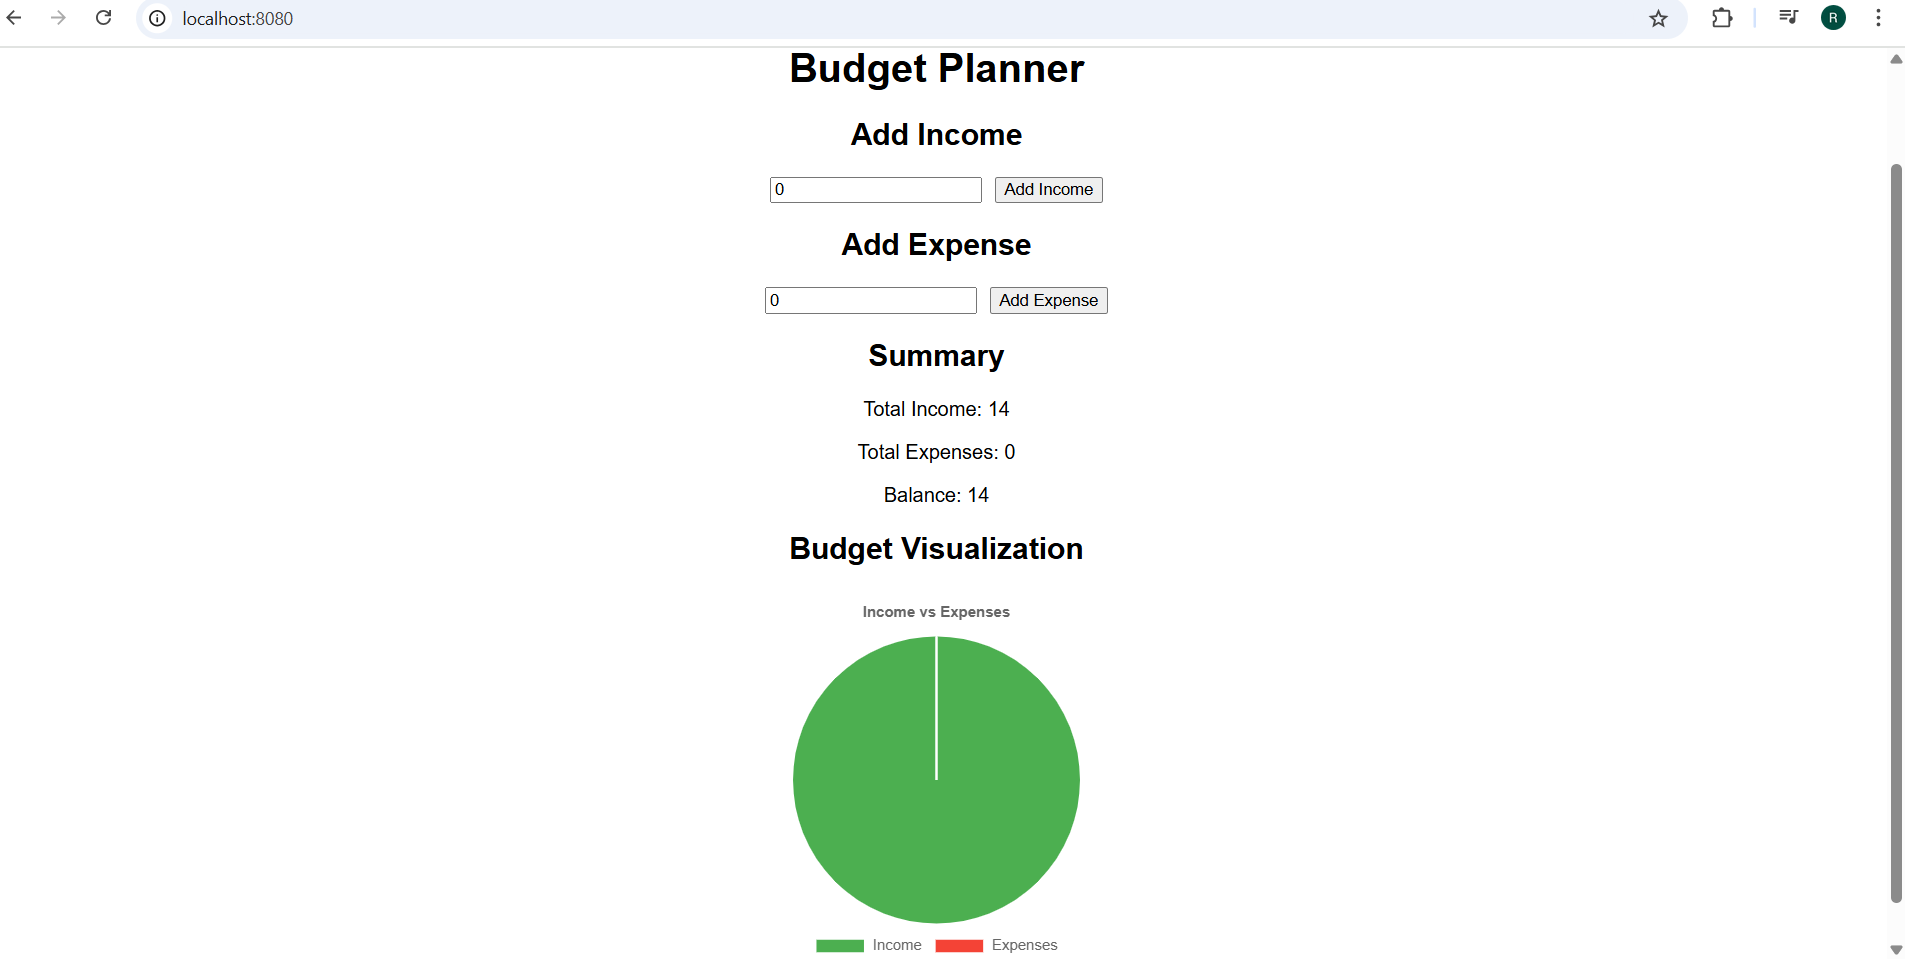 localhost:8080
R
Budget Planner
Add Income
0 Add Income
Add Expense
0 Add Expense
Summary
Total Income: 14
Total Expenses: 0
Balance: 14
Budget Visualization
Income vs Expenses
Income Expenses